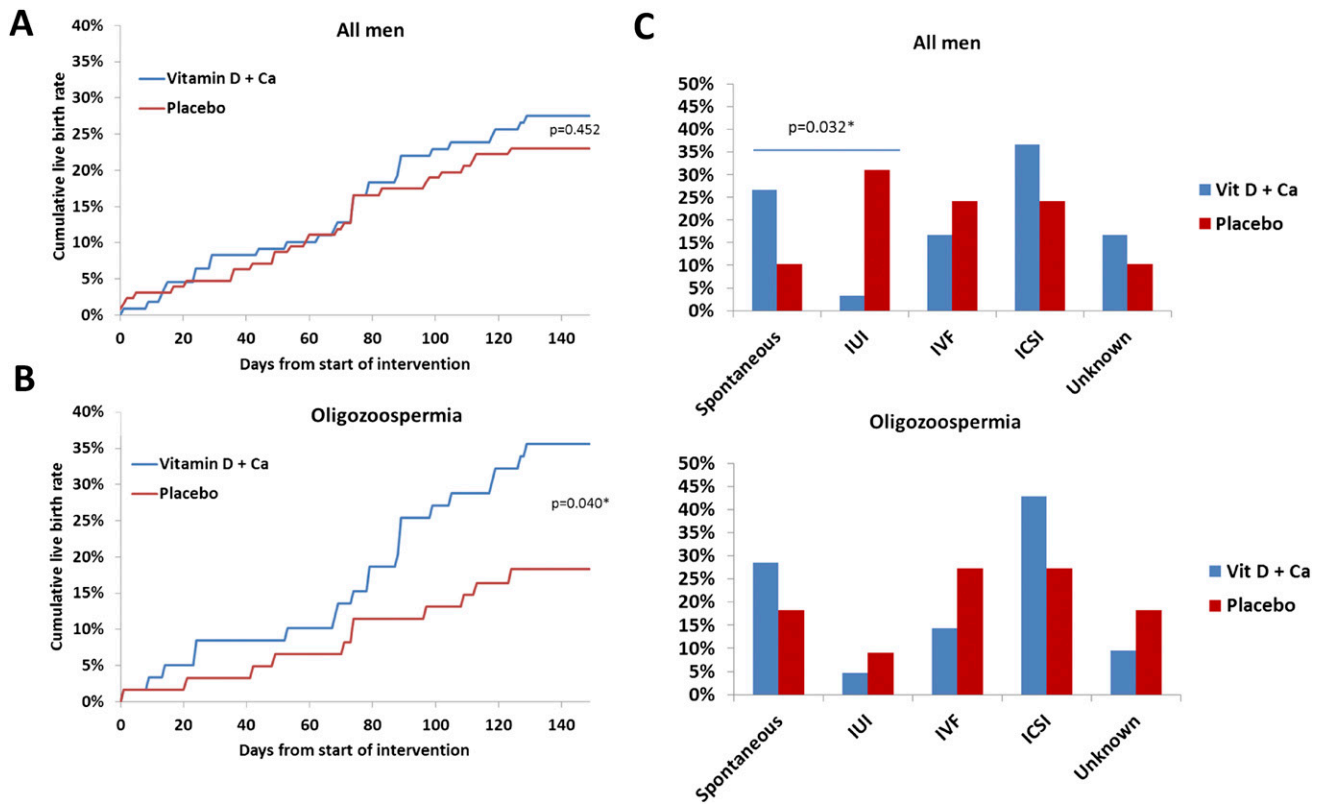 A
All men
40%
35%
30%
25%
20%
15%
10%
5%
0%
Cumulative live birth rate
Vitamin D + Ca
Placebo
p=0.452
0 20 40 60 80 100 120 140
Days from start of intervention
B
Oligozoospermia
40%
35%
30%
25%
20%
15%
10%
5%
0%
Cumulative live birth rate
Vitamin D + Ca
Placebo
p=0.040*
0 20 40 60 80 100 120 140
Days from start of intervention
C
All men
50%
45%
40%
35%
30%
25%
20%
15%
10%
5%
0%
p=0.032*
Vit D + Ca
Placebo
Spontaneous
IUI
IVF
ICSI
Unknown
Oligozoospermia
50%
45%
40%
35%
30%
25%
20%
15%
10%
5%
0%
Vit D + Ca
Placebo
Spontaneous
IUI
IVF
ICSI
Unknown